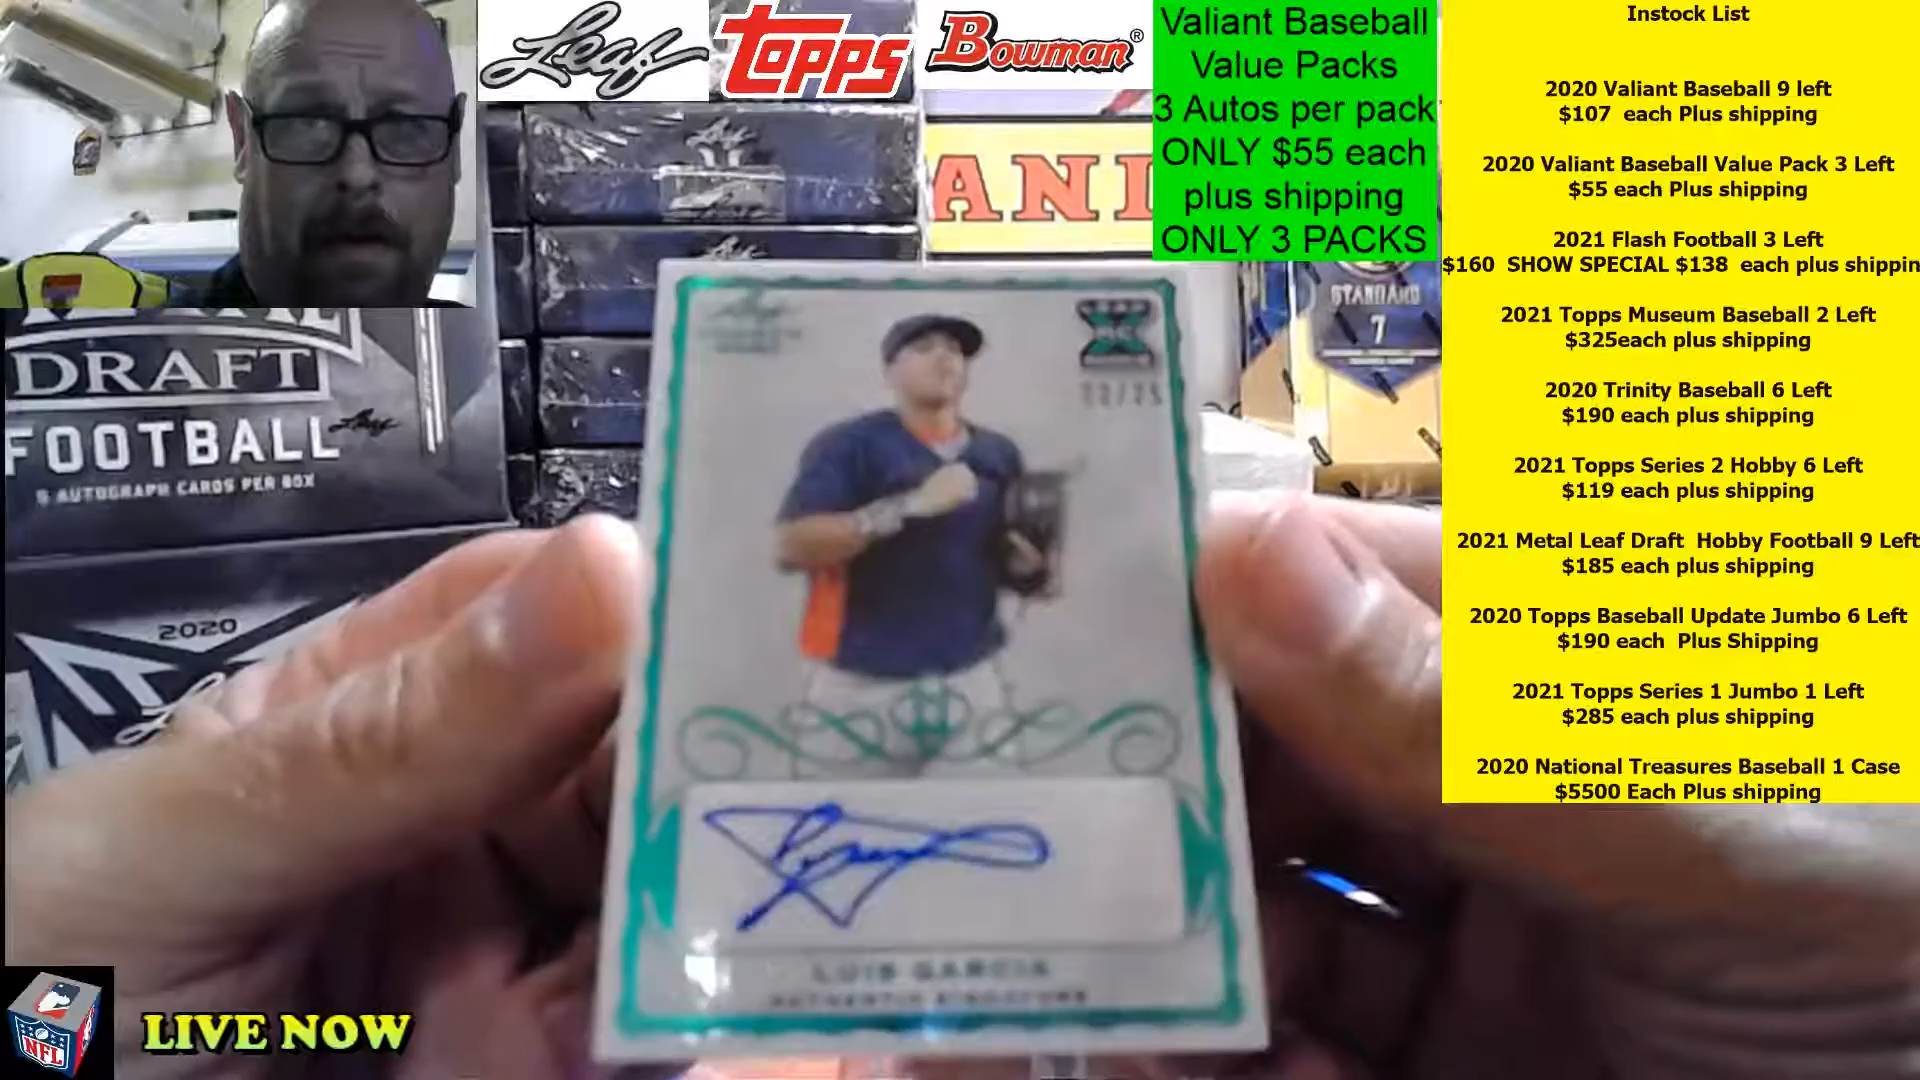 Leaf
TOPPS
BOWMAN®
Valiant Baseball
Value Packs
3 Autos per pack
ONLY $55 each
plus shipping
ONLY 3 PACKS
Instock List
2020 Valiant Baseball 9 left
$107 each Plus shipping
2020 Valiant Baseball Value Pack 3 Left
$55 each Plus shipping
2021 Flash Football 3 Left
$160 SHOW SPECIAL $138 each plus shippin
2021 Topps Museum Baseball 2 Left
$325each plus shipping
2020 Trinity Baseball 6 Left
$190 each plus shipping
2021 Topps Series 2 Hobby 6 Left
$119 each plus shipping
2021 Metal Leaf Draft Hobby Football 9 Left
$185 each plus shipping
2020 Topps Baseball Update Jumbo 6 Left
$190 each Plus Shipping
2021 Topps Series 1 Jumbo 1 Left
$285 each plus shipping
2020 National Treasures Baseball 1 Case
$5500 Each Plus shipping
ANI
STANDARD
7
DRAFT
FOOTBALL
Leaf
5 AUTOGRAPH CARDS PER BOX
2020
LUIS GARCIA
AUTHENTIC SIGNATURE
NFL
LIVE NOW